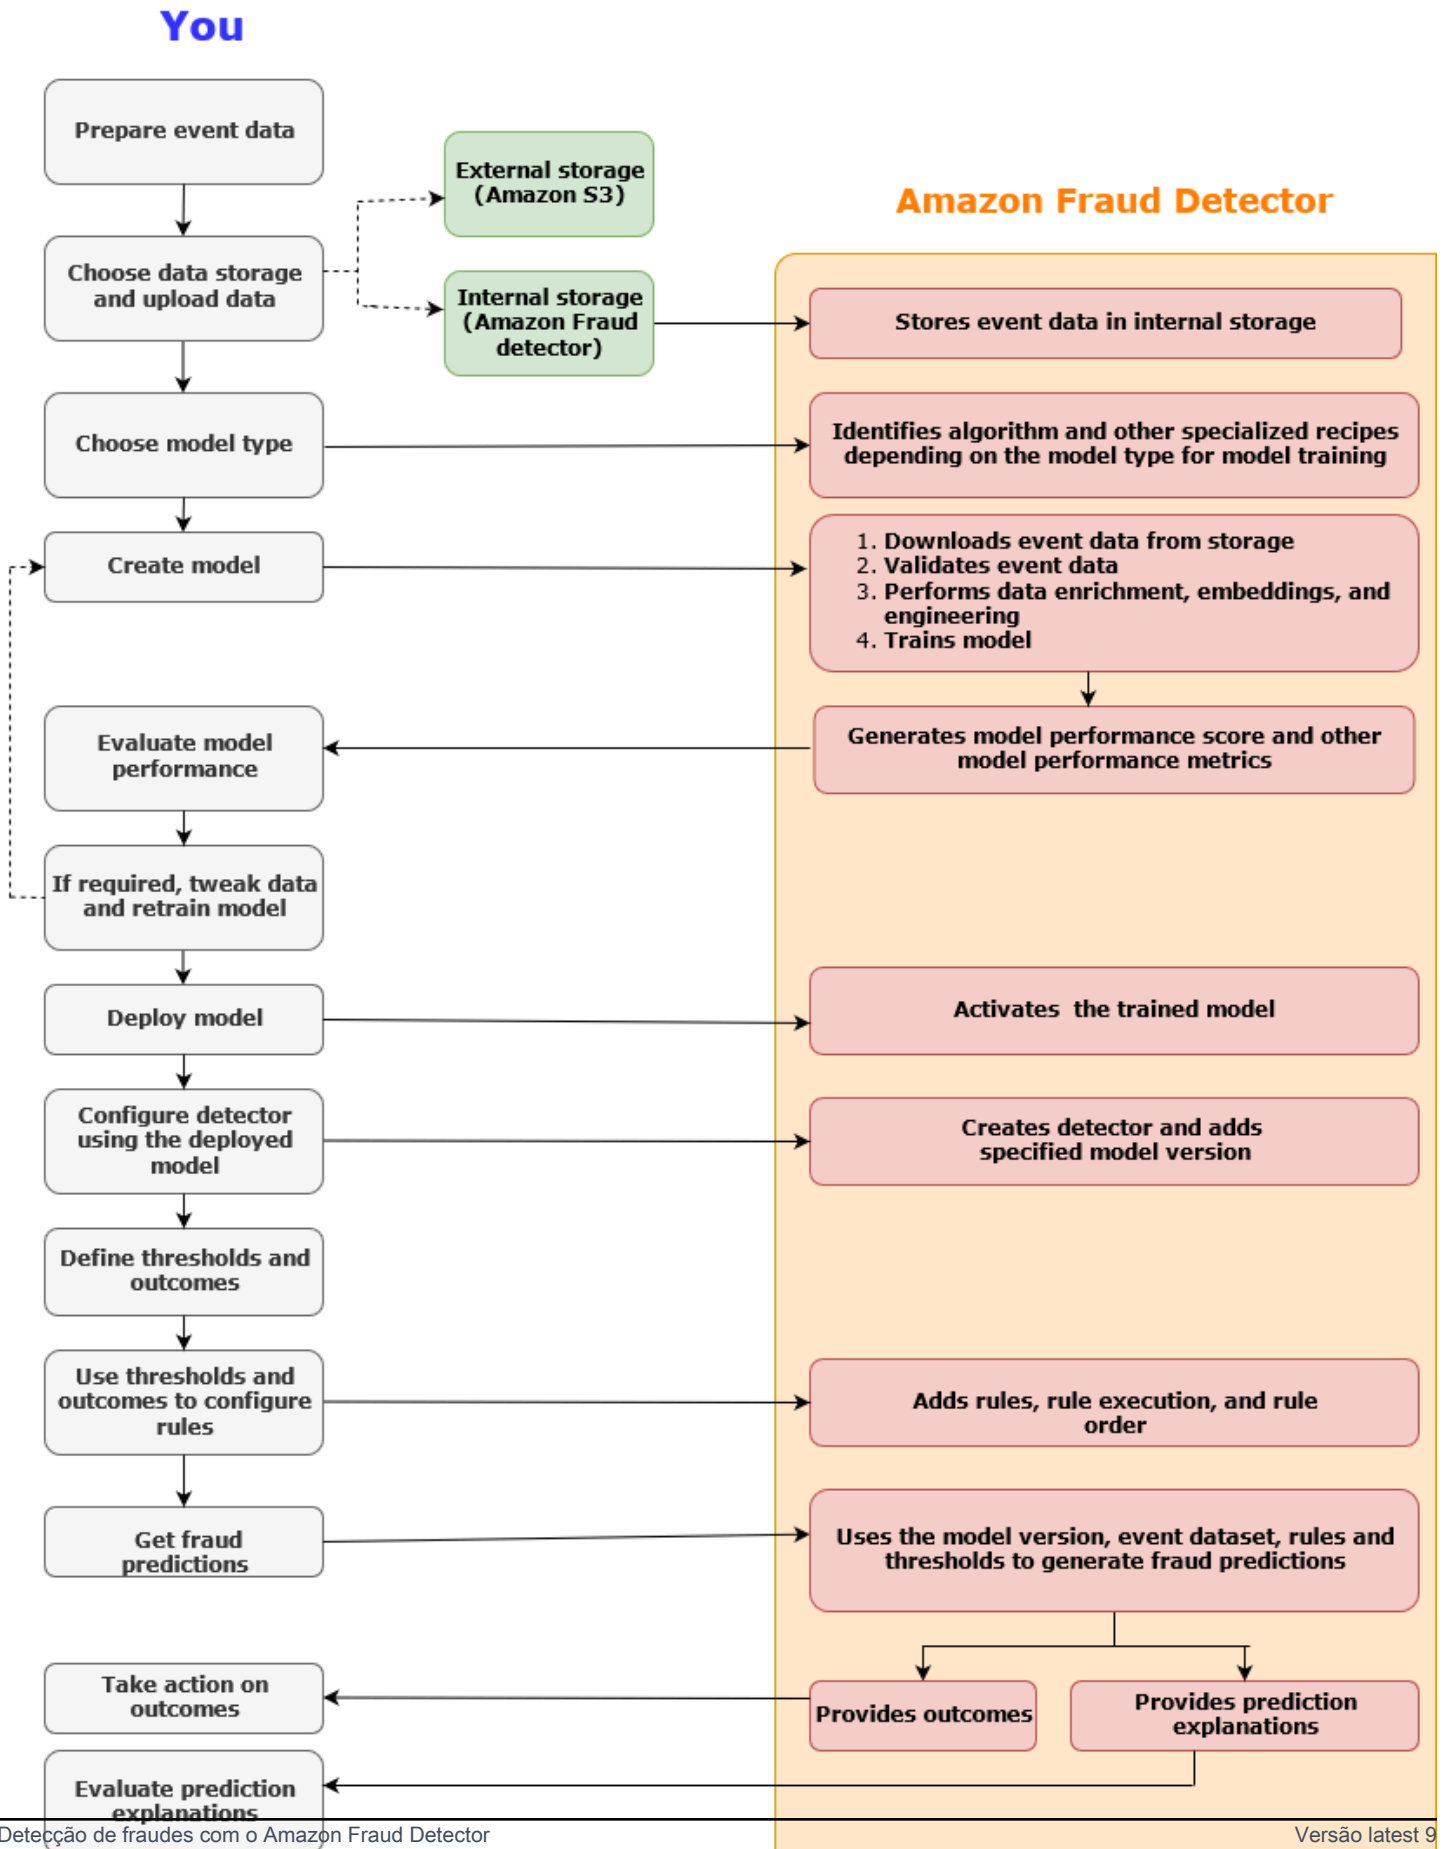 You
Prepare event data
External storage
(Amazon S3)
Amazon Fraud Detector
Choose data storage
and upload data
Internal storage
(Amazon Fraud
detector)
Stores event data in internal storage
Choose model type
Identifies algorithm and other specialized recipes
depending on the model type for model training
Create model
1. Downloads event data from storage
2. Validates event data
3. Performs data enrichment, embeddings, and
engineering
4. Trains model
Evaluate model
performance
Generates model performance score and other
model performance metrics
If required, tweak data
and retrain model
Deploy model
Activates the trained model
Configure detector
using the deployed
model
Creates detector and adds
specified model version
Define thresholds and
outcomes
Use thresholds and
outcomes to configure
rules
Adds rules, rule execution, and rule
order
Get fraud
predictions
Uses the model version, event dataset, rules and
thresholds to generate fraud predictions
Take action on
outcomes
Provides outcomes
Provides prediction
explanations
Evaluate prediction
explanations
Detecção de fraudes com o Amazon Fraud Detector
Versão latest 9